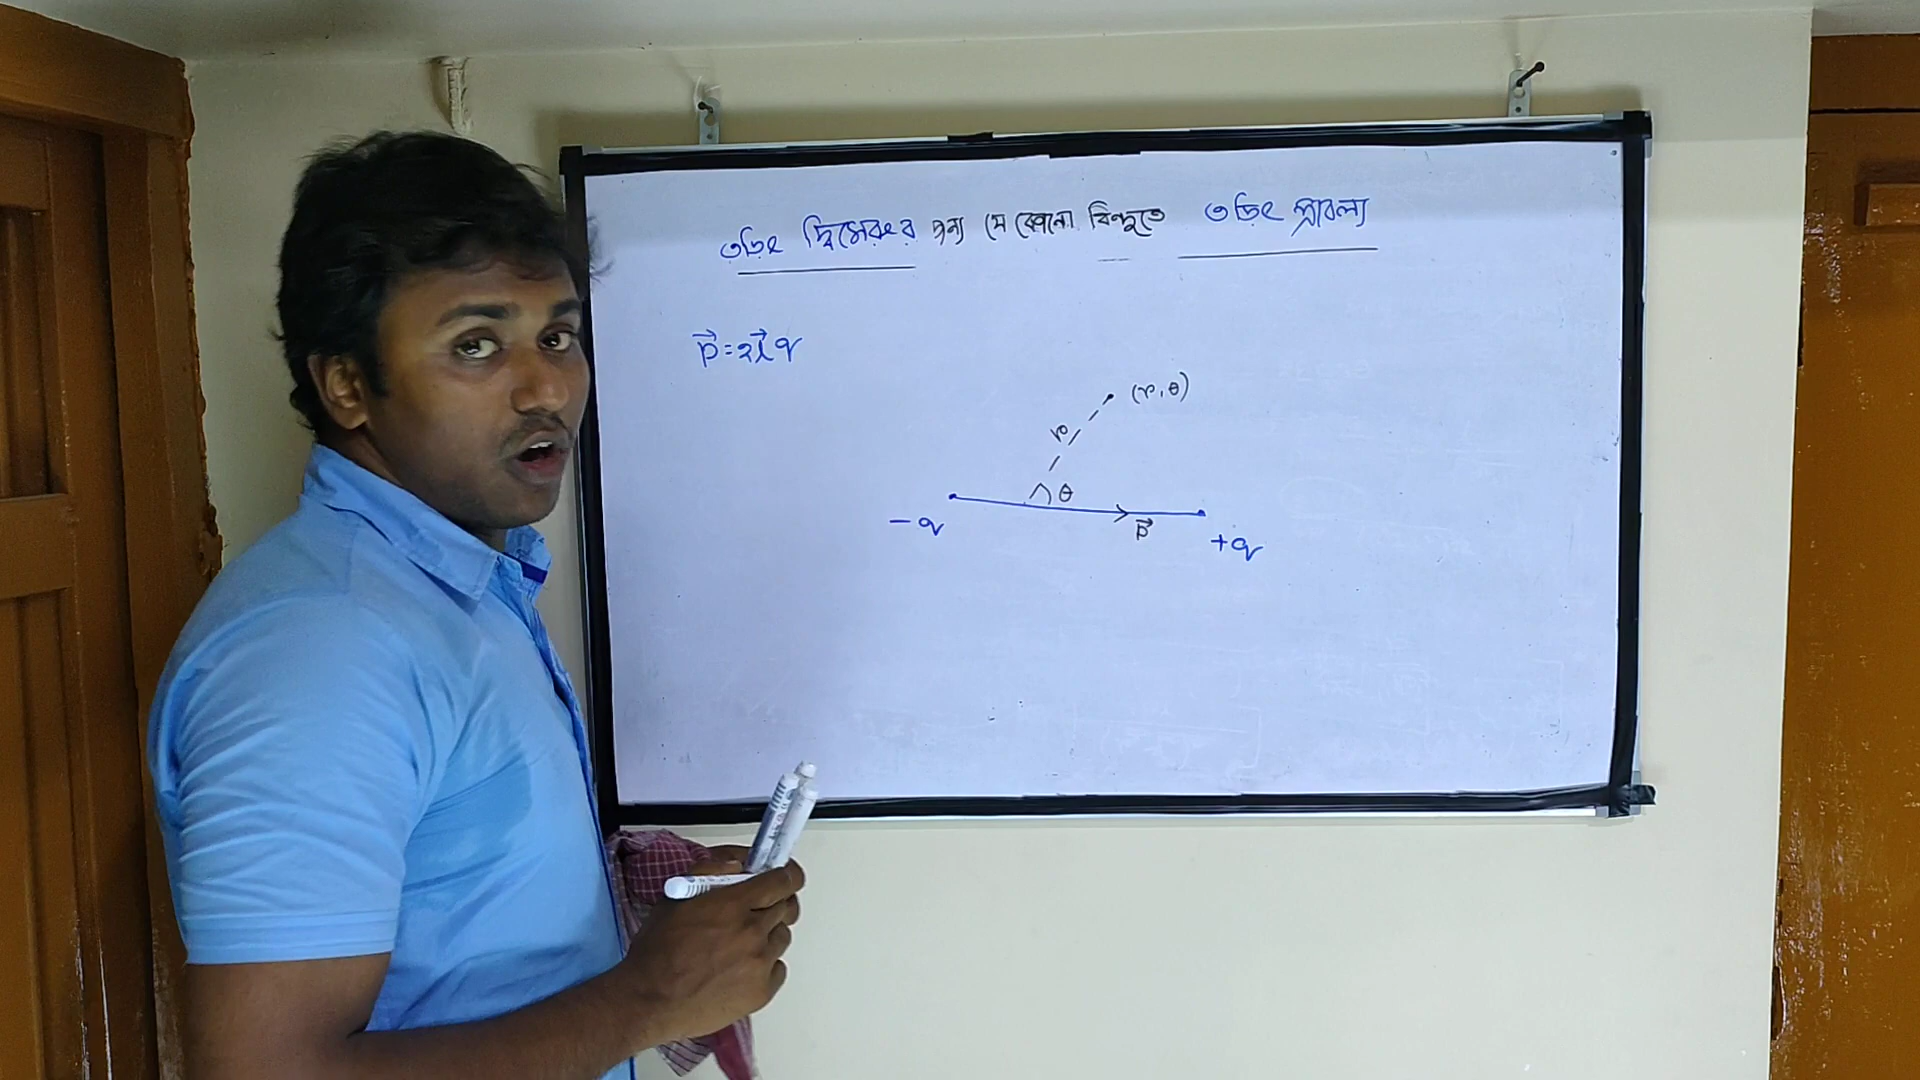 তড়িৎ দ্বিমেরুর জন্য যে কোনো বিন্দুতে তড়িৎ প্রাবল্য
p⃗ = 2l⃗ q
(r, θ)
r
θ
−q
p⃗
+q